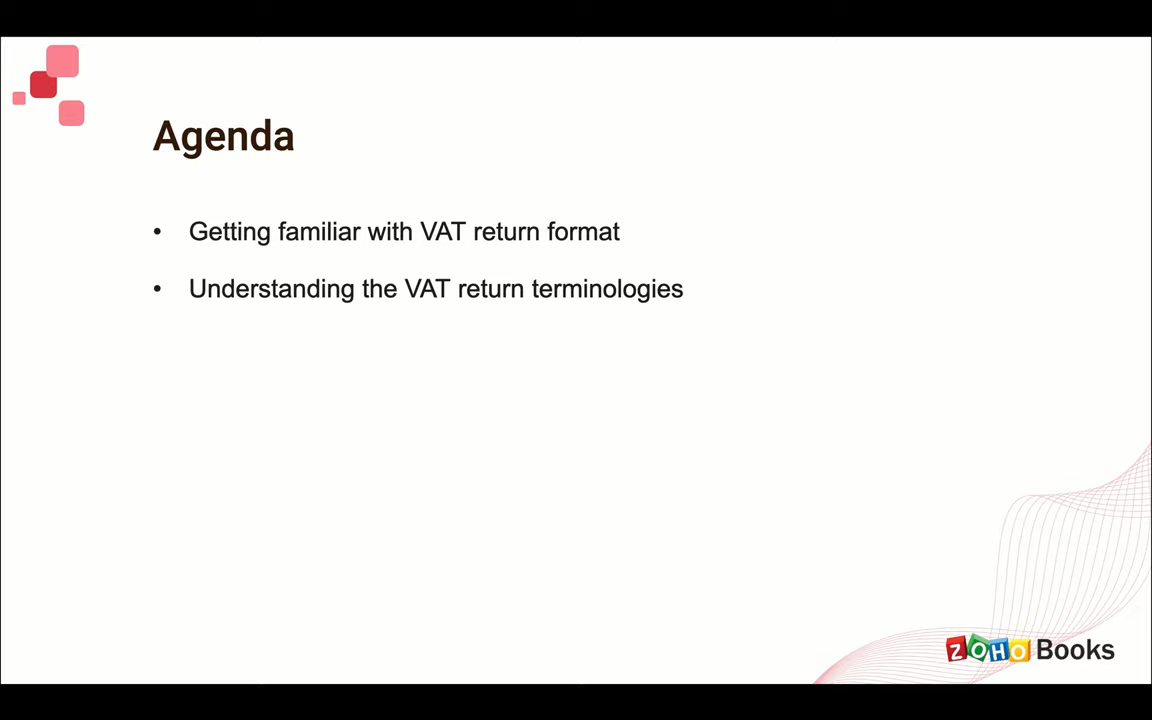 Agenda
• Getting familiar with VAT return format
• Understanding the VAT return terminologies
ZOHO Books